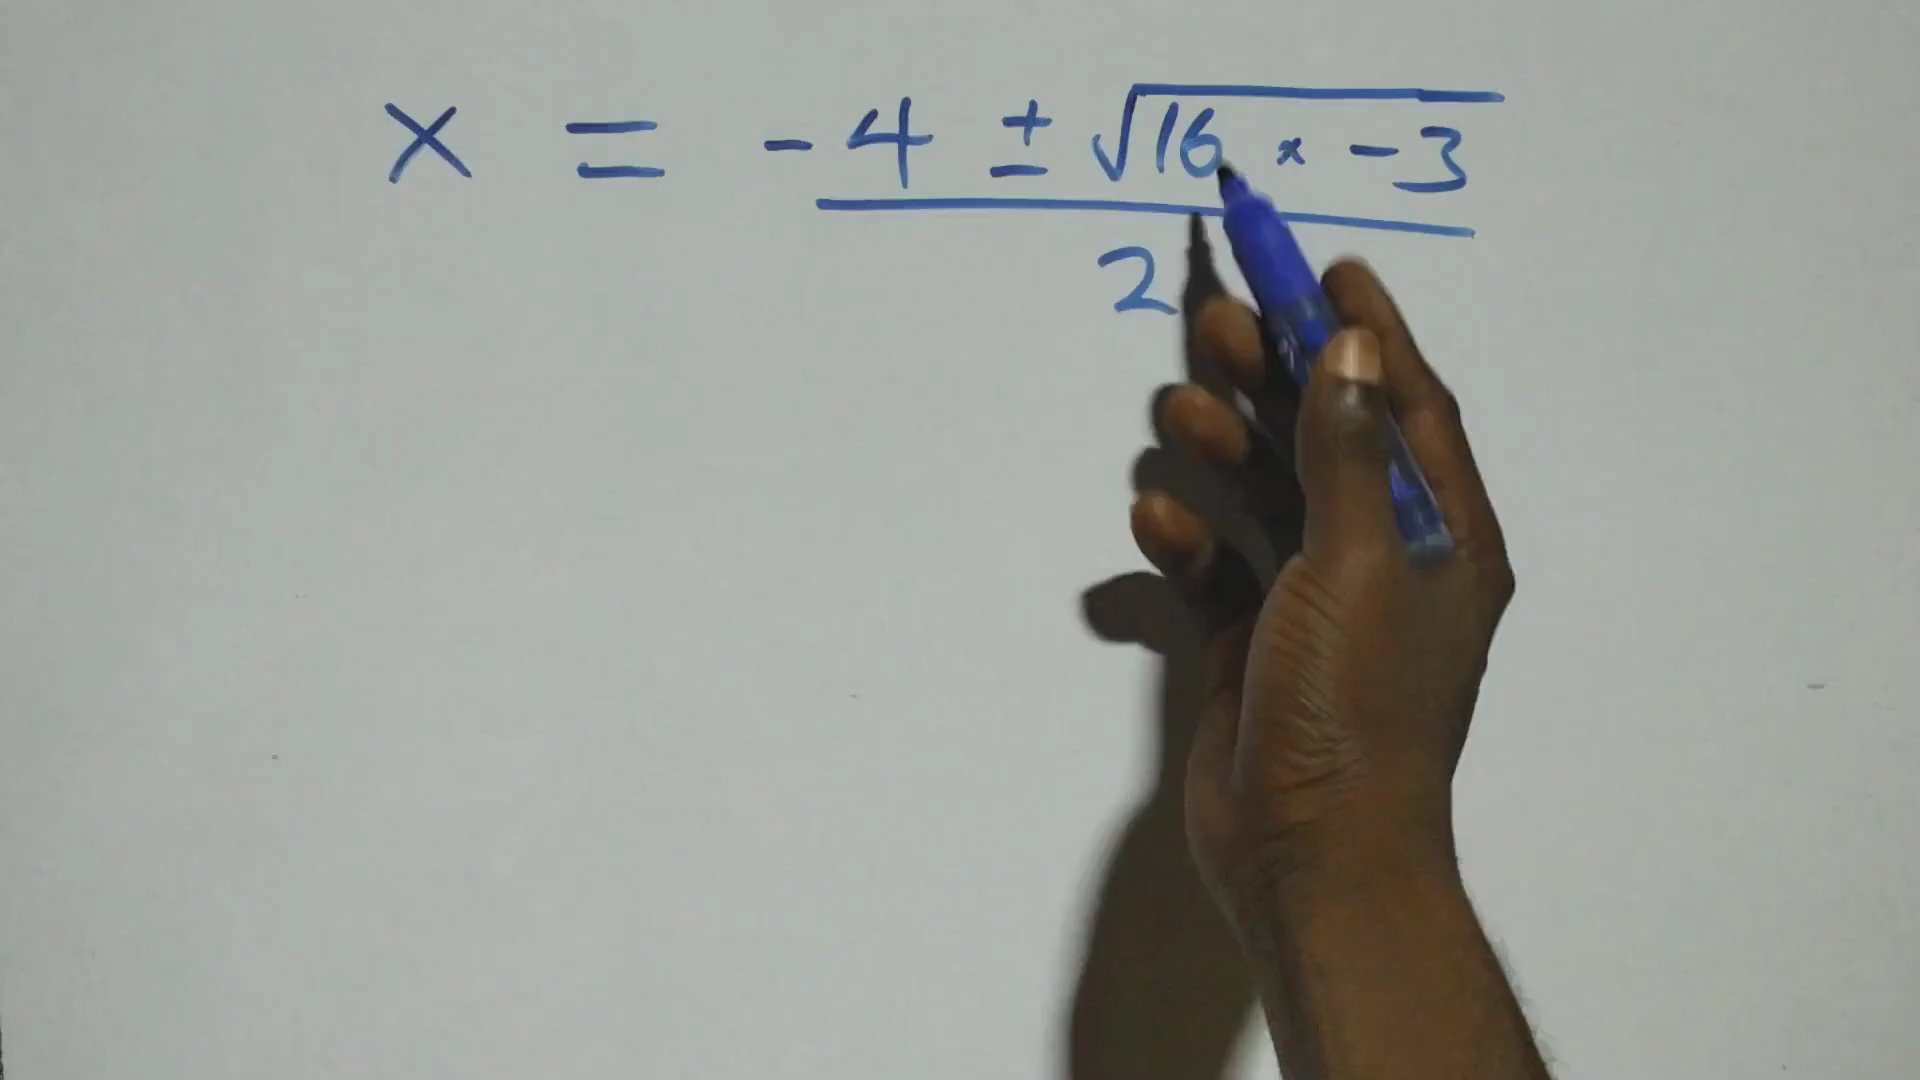 x = -4 ± √16 × -3
2